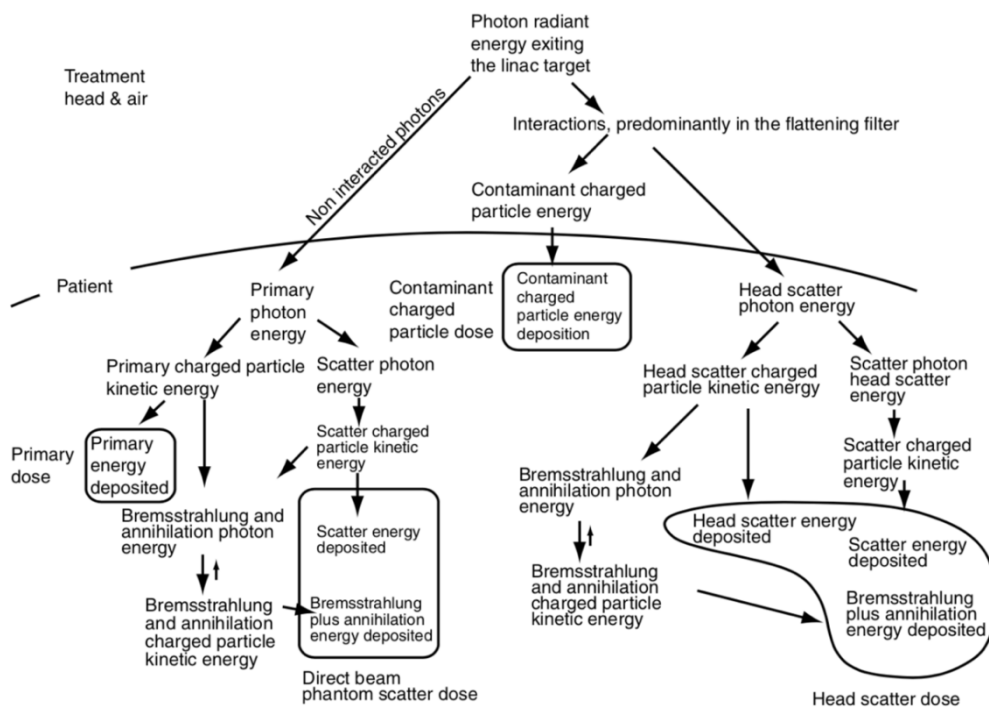 Photon radiant
energy exiting
the linac target
Treatment
head & air
Non interacted photons
Interactions, predominantly in the flattening filter
Contaminant charged
particle energy
Patient
Primary
photon
energy
Contaminant
charged
particle dose
Contaminant
charged
particle energy
deposition
Head scatter
photon energy
Primary charged particle
kinetic energy
Scatter photon
energy
Head scatter charged
particle kinetic energy
Scatter photon
head scatter
energy
Primary
dose
Primary
energy
deposited
Scatter charged
particle kinetic
energy
Scatter charged
particle kinetic
energy
Bremsstrahlung and
annihilation photon
energy
Bremsstrahlung and
annihilation photon
energy
Scatter energy
deposited
Head scatter energy
deposited
Scatter energy
deposited
Bremsstrahlung
and annihilation
charged particle
kinetic energy
Bremsstrahlung
plus annihilation
energy deposited
Bremsstrahlung
and annihilation
charged particle
kinetic energy
Bremsstrahlung
plus annihilation
energy deposited
Direct beam
phantom scatter dose
Head scatter dose